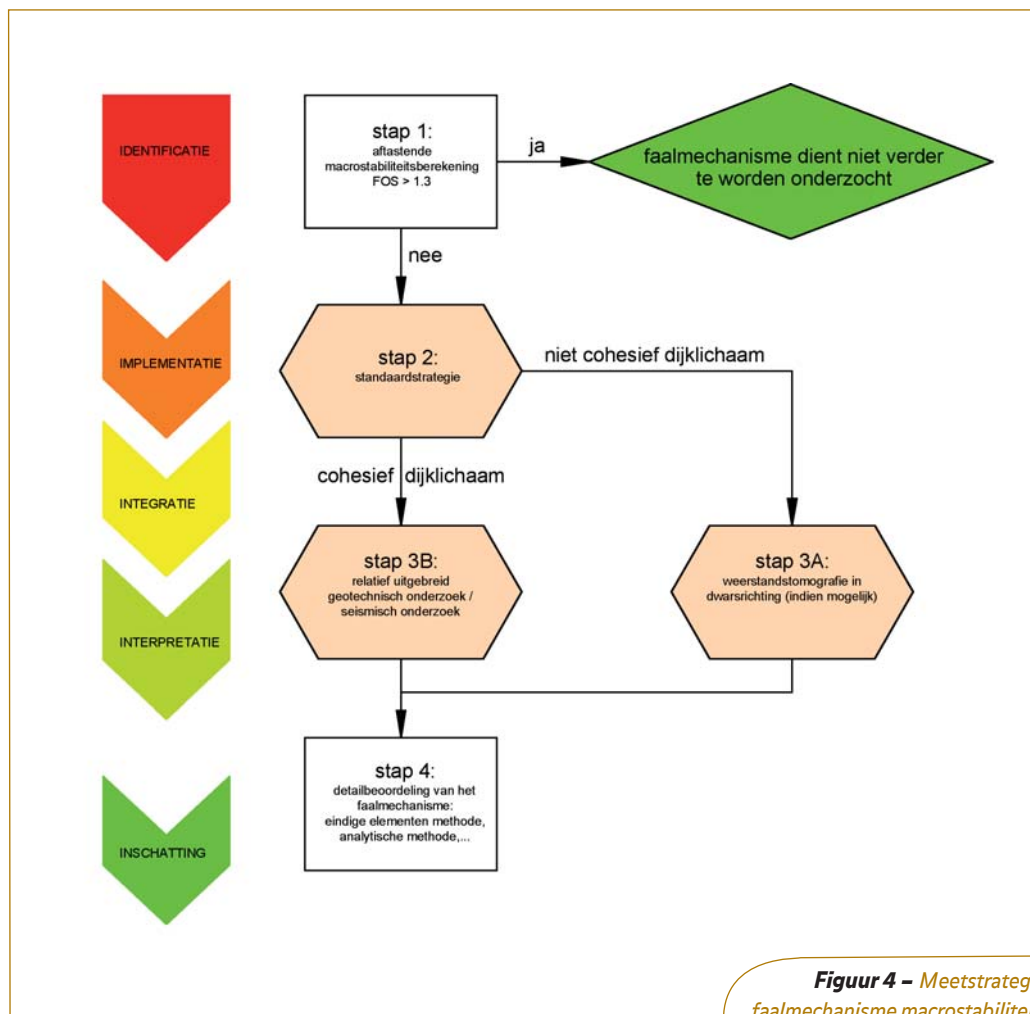 IDENTIFICATIE
stap 1:
aftastende
macrostabiliteitsberekening
FOS > 1.3
ja
faalmechanisme dient niet verder
te worden onderzocht
nee
IMPLEMENTATIE
stap 2:
standaardstrategie
niet cohesief dijklichaam
INTEGRATIE
cohesief dijklichaam
stap 3B:
relatief uitgebreid
geotechnisch onderzoek /
seismisch onderzoek
stap 3A:
weerstandstomografie in
dwarsrichting (indien mogelijk)
INTERPRETATIE
stap 4:
detailbeoordeling van het
faalmechanisme:
eindige elementen methode,
analytische methode,...
INSCHATTING
Figuur 4 – Meetstrateg
faalmechanisme macrostabilite